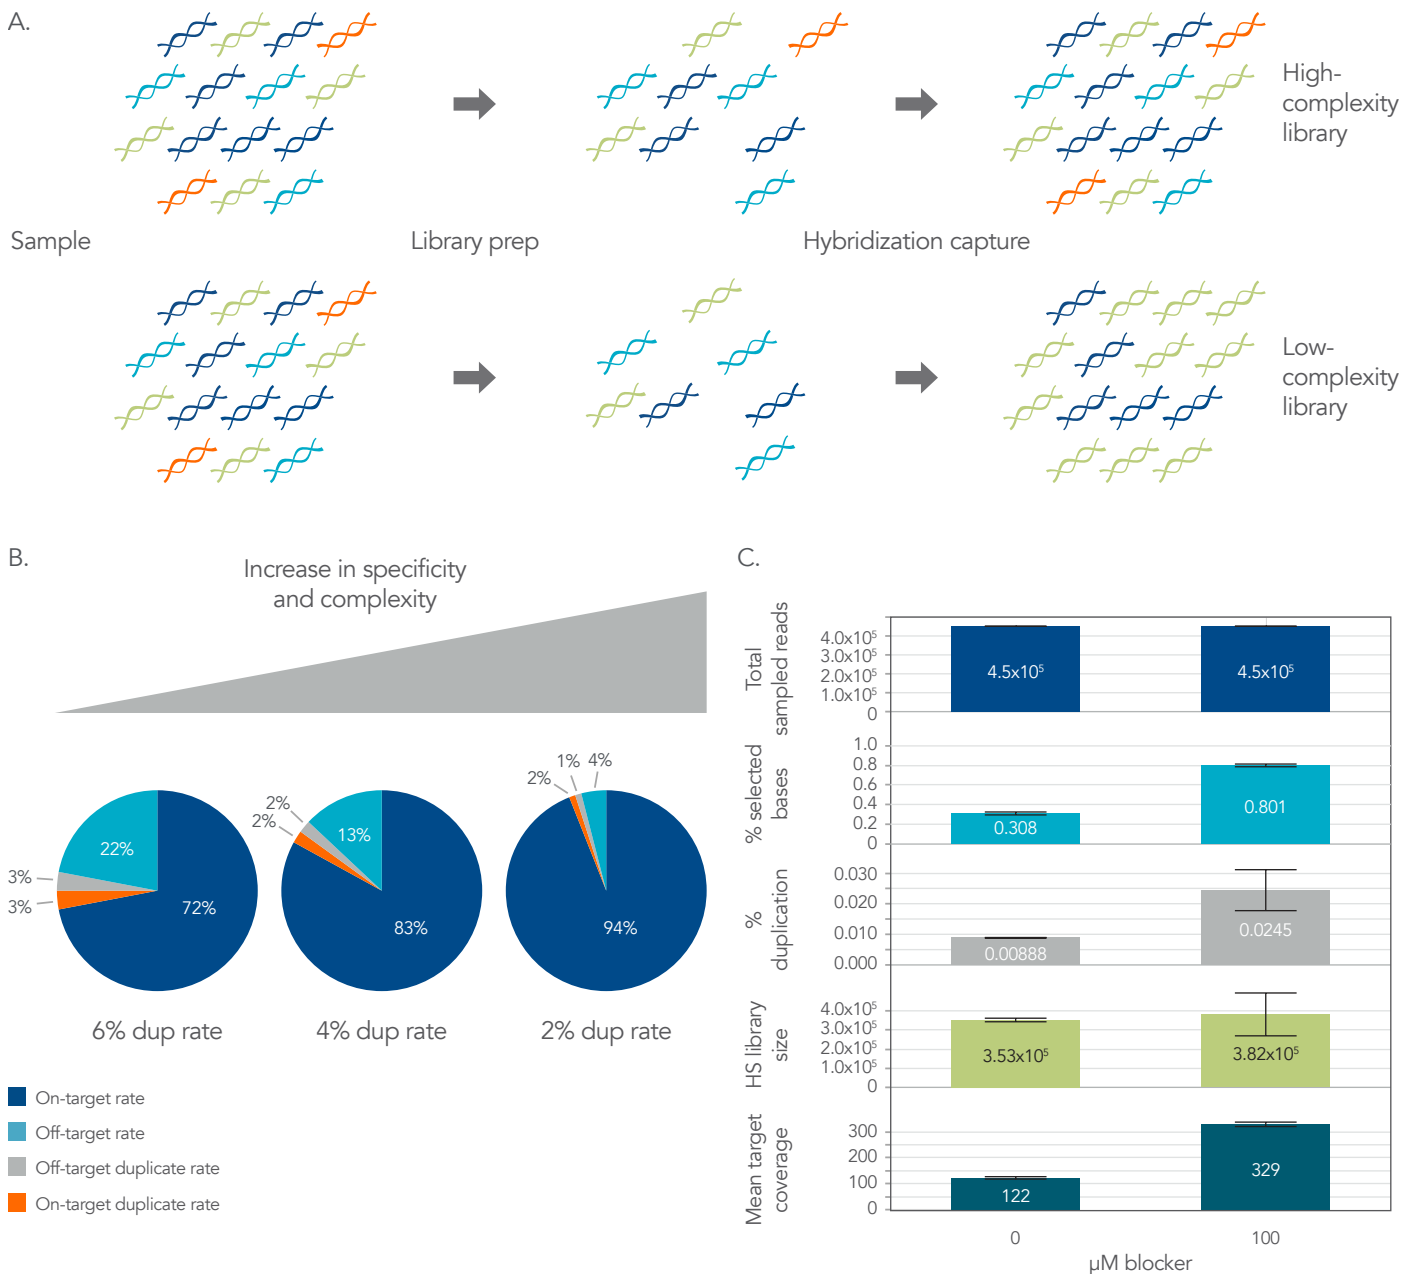 A.
High-
complexity
library
Sample
Library prep
Hybridization capture
Low-
complexity
library
B.
Increase in specificity
and complexity
22%
3%
3%
72%
6% dup rate
2%
2%
13%
83%
4% dup rate
2%
1%
4%
94%
2% dup rate
On-target rate
Off-target rate
Off-target duplicate rate
On-target duplicate rate
C.
Total
sampled reads
4.0x10⁵
3.0x10⁵
2.0x10⁵
1.0x10⁵
0
4.5x10⁵
4.5x10⁵
% selected
bases
1.0
0.8
0.6
0.4
0.2
0
0.308
0.801
%
duplication
0.030
0.020
0.010
0.000
0.00888
0.0245
HS library
size
4.0x10⁵
3.0x10⁵
2.0x10⁵
1.0x10⁵
0
3.53x10⁵
3.82x10⁵
Mean target
coverage
300
200
100
0
122
329
0
100
µM blocker